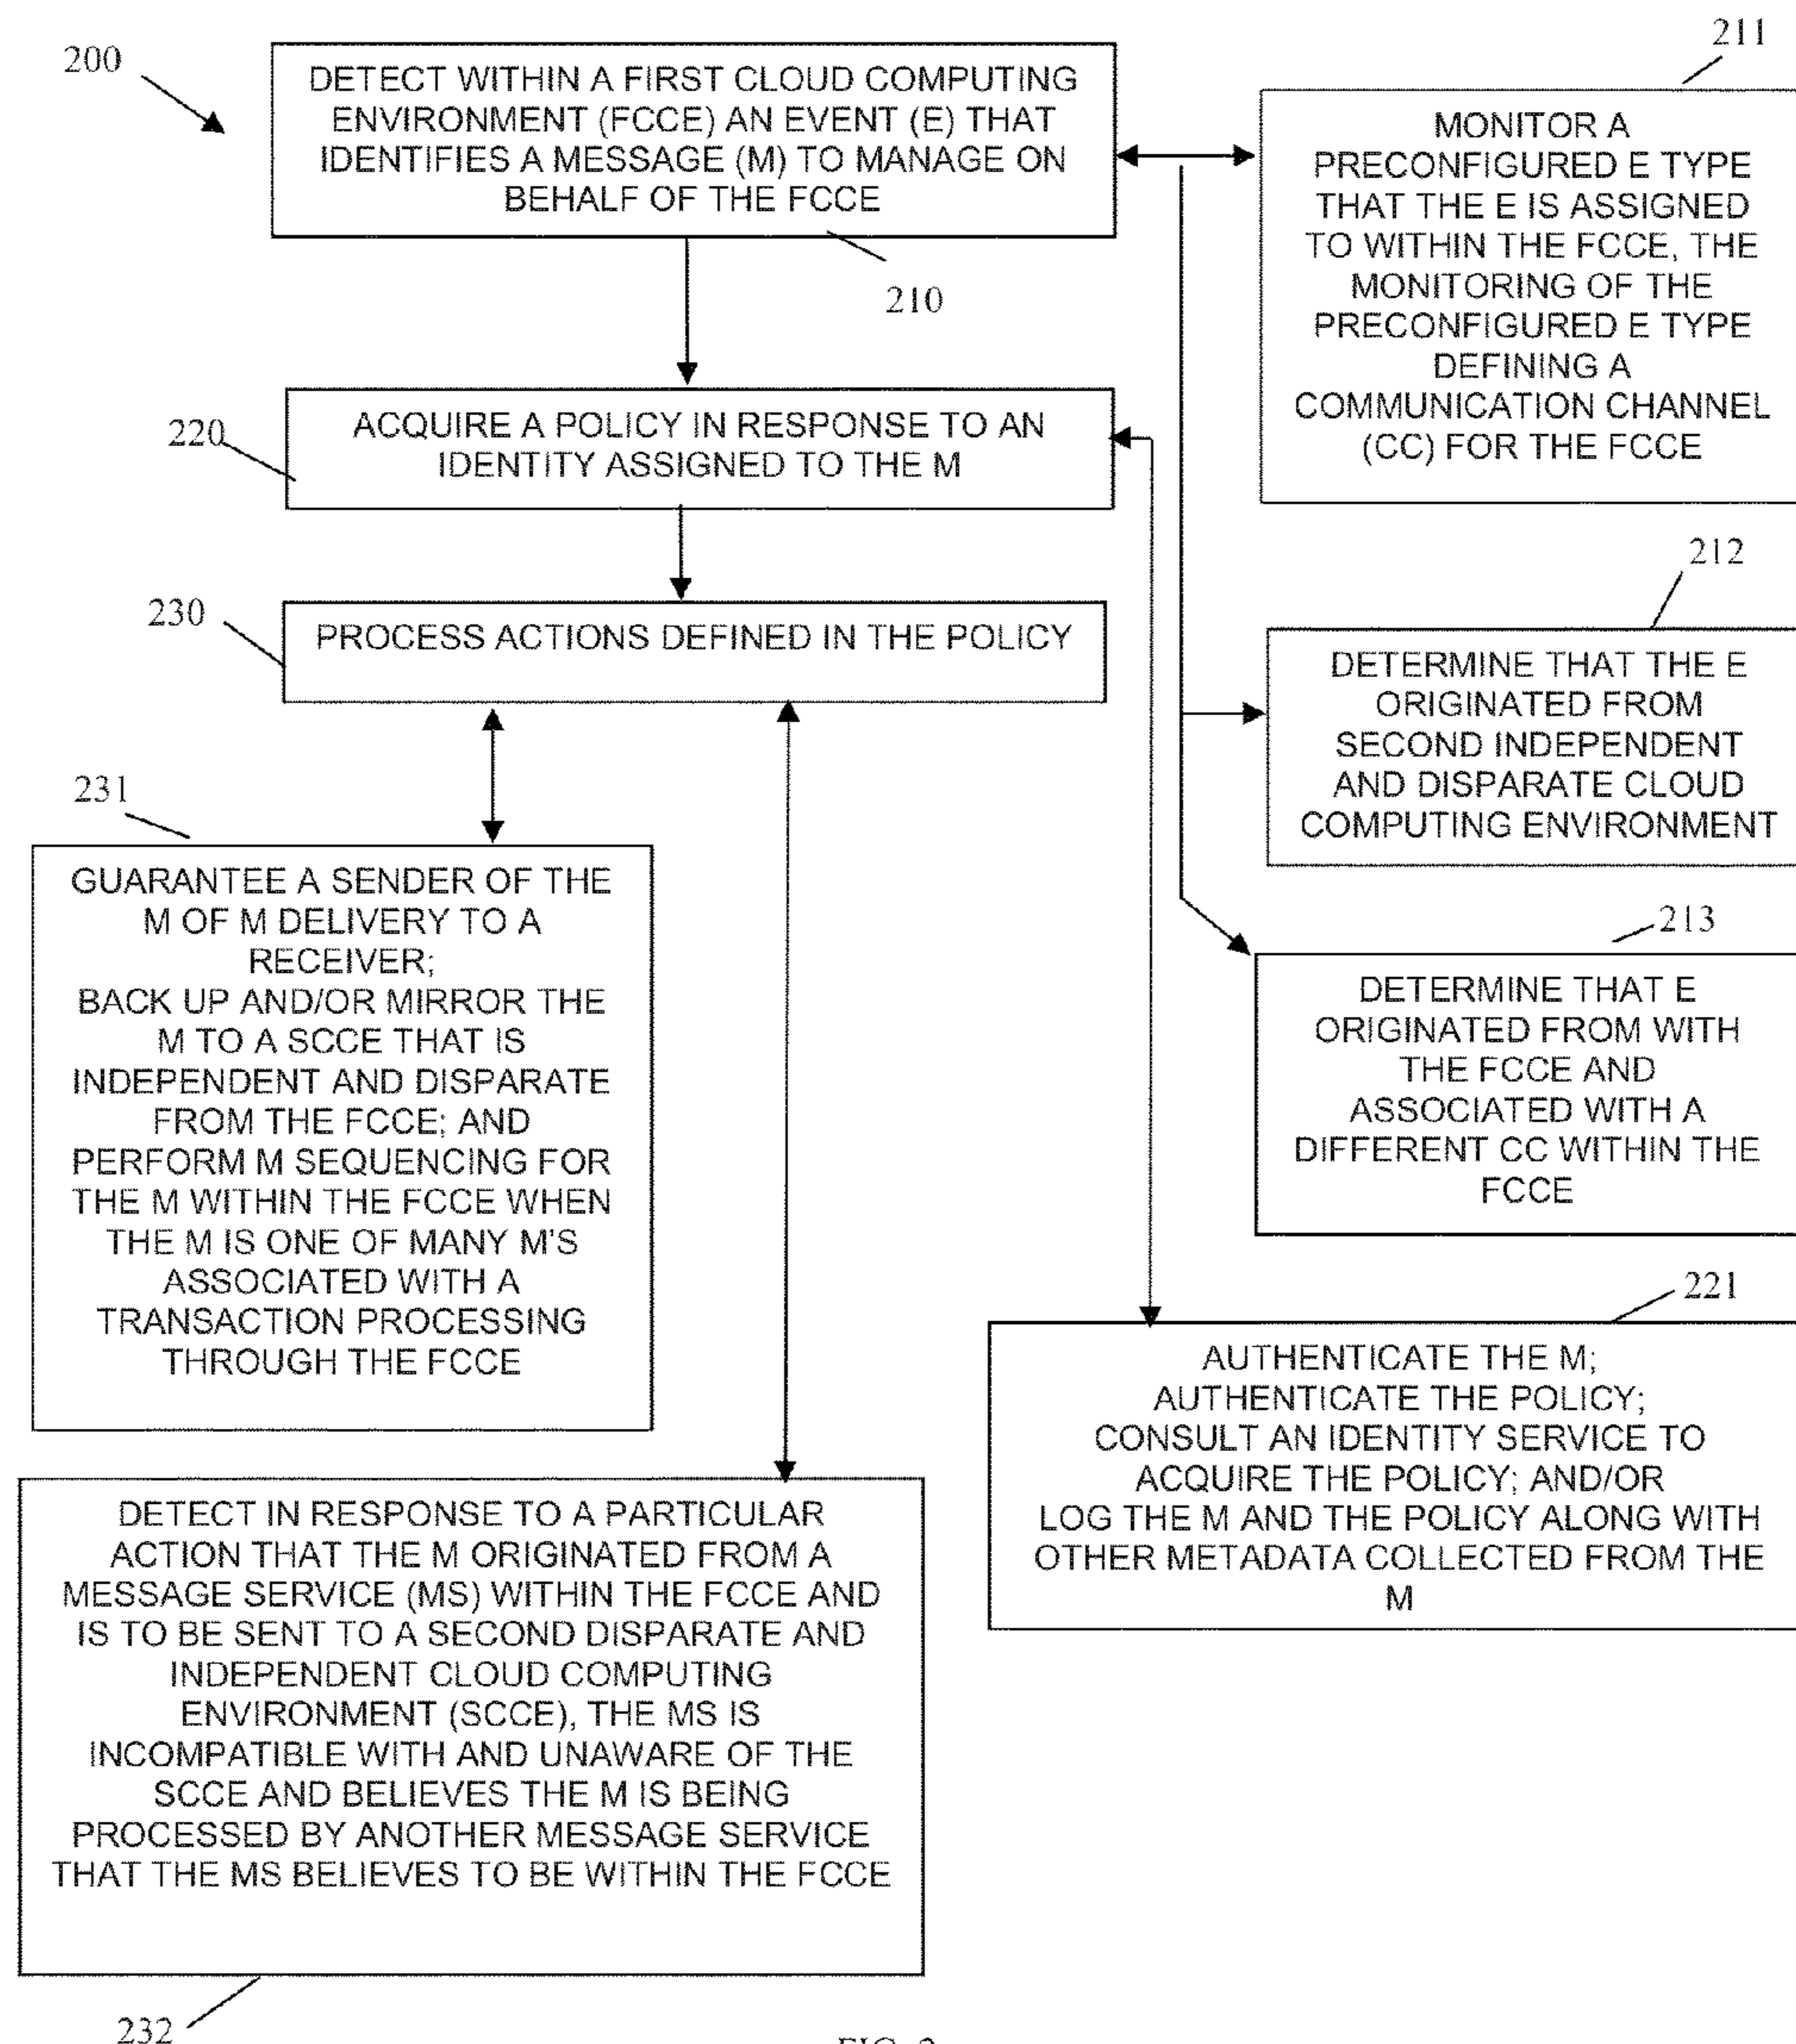 200
DETECT WITHIN A FIRST CLOUD COMPUTING
ENVIRONMENT (FCCE) AN EVENT (E) THAT
IDENTIFIES A MESSAGE (M) TO MANAGE ON
BEHALF OF THE FCCE
210
211
MONITOR A
PRECONFIGURED E TYPE
THAT THE E IS ASSIGNED
TO WITHIN THE FCCE, THE
MONITORING OF THE
PRECONFIGURED E TYPE
DEFINING A
COMMUNICATION CHANNEL
(CC) FOR THE FCCE
220
ACQUIRE A POLICY IN RESPONSE TO AN
IDENTITY ASSIGNED TO THE M
212
DETERMINE THAT THE E
ORIGINATED FROM
SECOND INDEPENDENT
AND DISPARATE CLOUD
COMPUTING ENVIRONMENT
230
PROCESS ACTIONS DEFINED IN THE POLICY
213
DETERMINE THAT E
ORIGINATED FROM WITH
THE FCCE AND
ASSOCIATED WITH A
DIFFERENT CC WITHIN THE
FCCE
231
GUARANTEE A SENDER OF THE
M OF M DELIVERY TO A
RECEIVER;
BACK UP AND/OR MIRROR THE
M TO A SCCE THAT IS
INDEPENDENT AND DISPARATE
FROM THE FCCE; AND
PERFORM M SEQUENCING FOR
THE M WITHIN THE FCCE WHEN
THE M IS ONE OF MANY M'S
ASSOCIATED WITH A
TRANSACTION PROCESSING
THROUGH THE FCCE
221
AUTHENTICATE THE M;
AUTHENTICATE THE POLICY;
CONSULT AN IDENTITY SERVICE TO
ACQUIRE THE POLICY; AND/OR
LOG THE M AND THE POLICY ALONG WITH
OTHER METADATA COLLECTED FROM THE
M
DETECT IN RESPONSE TO A PARTICULAR
ACTION THAT THE M ORIGINATED FROM A
MESSAGE SERVICE (MS) WITHIN THE FCCE AND
IS TO BE SENT TO A SECOND DISPARATE AND
INDEPENDENT CLOUD COMPUTING
ENVIRONMENT (SCCE), THE MS IS
INCOMPATIBLE WITH AND UNAWARE OF THE
SCCE AND BELIEVES THE M IS BEING
PROCESSED BY ANOTHER MESSAGE SERVICE
THAT THE MS BELIEVES TO BE WITHIN THE FCCE
232
FIG. 2